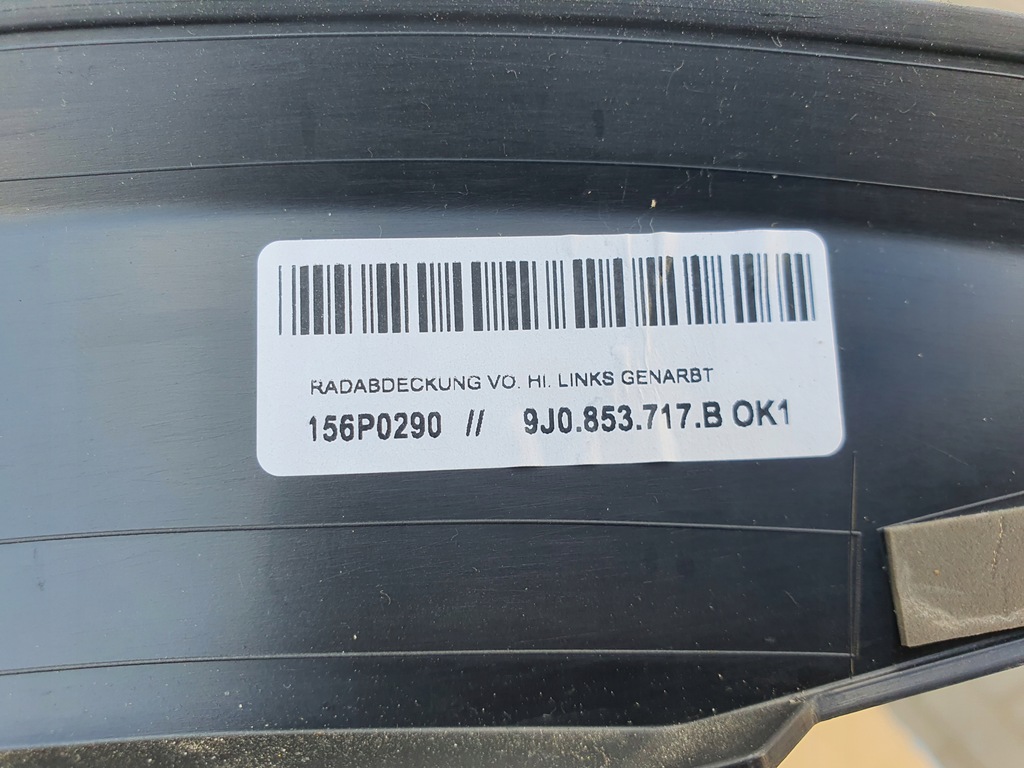 RADABDECKUNG VO. HI. LINKS GENARBT
156P0290 // 9J0.853.717.B OK1